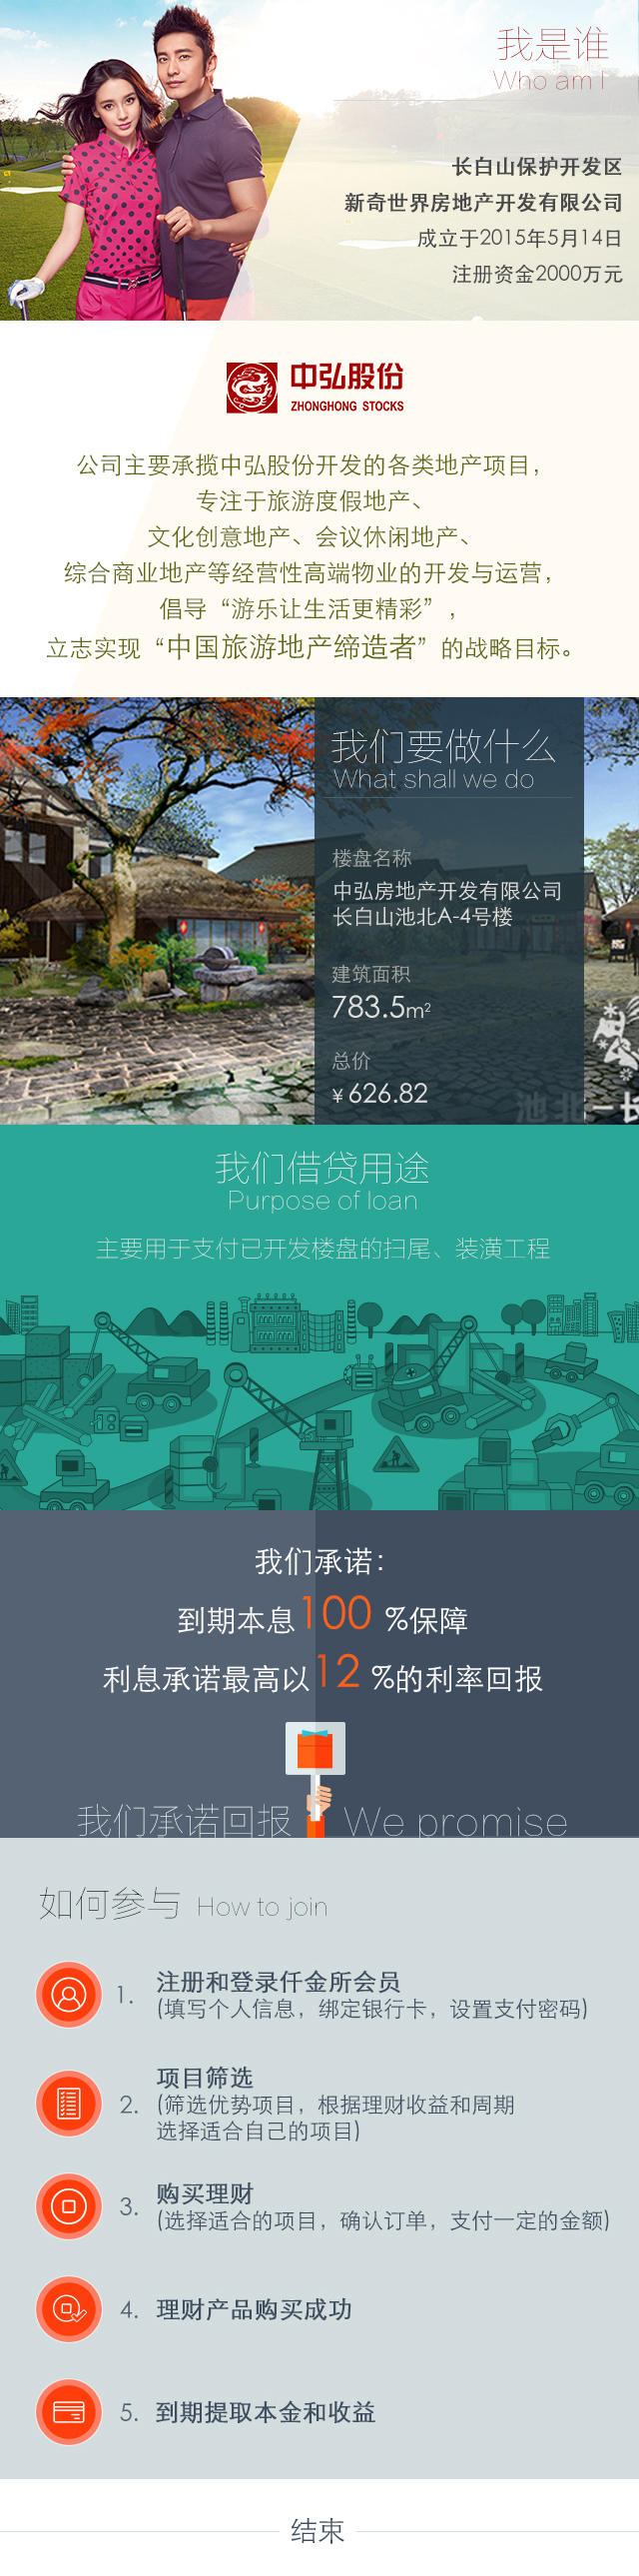 我是谁
Who am I
长白山保护开发区
新奇世界房地产开发有限公司
成立于2015年5月14日
注册资金2000万元
中弘股份
ZHONGHONG STOCKS
公司主要承揽中弘股份开发的各类地产项目，
专注于旅游度假地产、
文化创意地产、会议休闲地产、
综合商业地产等经营性高端物业的开发与运营，
倡导“游乐让生活更精彩”，
立志实现“中国旅游地产缔造者”的战略目标。
我们要做什么
What shall we do
楼盘名称
中弘房地产开发有限公司
长白山池北A-4号楼
建筑面积
783.5m²
总价
¥626.82
池北一长
我们借贷用途
Purpose of loan
主要用于支付已开发楼盘的扫尾、装潢工程
我们承诺：
到期本息100 %保障
利息承诺最高以12 %的利率回报
我们承诺回报 We promise
如何参与 How to join
1. 注册和登录仟金所会员
(填写个人信息，绑定银行卡，设置支付密码)
项目筛选
2. (筛选优势项目，根据理财收益和周期
选择适合自己的项目)
3. 购买理财
(选择适合的项目，确认订单，支付一定的金额)
4. 理财产品购买成功
5. 到期提取本金和收益
结束